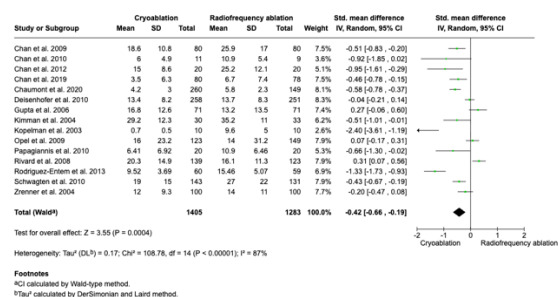 Cryoablation Radiofrequency ablation Std. mean difference Std. mean difference
Study or Subgroup Mean SD Total Mean SD Total Weight IV, Random, 95% CI IV, Random, 95% CI
Chan et al. 2009 18.6 10.8 80 25.9 17 80 7.5% -0.51 [-0.83 , -0.20]
Chan et al. 2010 6 4.9 11 10.9 5.4 9 3.8% -0.92 [-1.85 , 0.02]
Chan et al. 2012 15 8.6 20 25.2 12.1 20 5.4% -0.95 [-1.61 , -0.29]
Chan et al. 2019 3.5 6.3 80 6.7 7.4 78 7.5% -0.46 [-0.78 , -0.15]
Chaumont et al. 2020 4.2 3 260 5.8 2.3 149 8.2% -0.58 [-0.78 , -0.37]
Deisenhofer et al. 2010 13.4 8.2 258 13.7 8.3 251 8.4% -0.04 [-0.21 , 0.14]
Gupta et al. 2006 16.8 12.6 71 13.2 13.5 71 7.4% 0.27 [-0.06 , 0.60]
Kimman et al. 2004 29.2 12.3 30 35.2 11 33 6.3% -0.51 [-1.01 , -0.01]
Kopelman et al. 2003 0.7 0.5 10 9.6 5 10 2.8% -2.40 [-3.61 , -1.19]
Opel et al. 2009 16 23.2 123 14 31.2 149 8.0% 0.07 [-0.17 , 0.31]
Papagiannis et al. 2010 6.41 6.92 20 10.9 6.46 20 5.5% -0.66 [-1.30 , -0.02]
Rivard et al. 2008 20.3 14.9 139 16.1 11.3 123 8.0% 0.31 [0.07 , 0.56]
Rodriguez-Entem et al. 2013 9.52 3.69 60 15.46 5.07 59 6.9% -1.33 [-1.73 , -0.93]
Schwagten et al. 2010 19 15 143 27 22 131 8.0% -0.43 [-0.67 , -0.19]
Zrenner et al. 2004 12 9.3 100 14 11 100 7.8% -0.20 [-0.47 , 0.08]
Total (Waldᵃ) 1405 1283 100.0% -0.42 [-0.66 , -0.19]
Test for overall effect: Z = 3.55 (P = 0.0004)
-2 -1 0 1 2
Cryoablation Radiofrequency ablation
Heterogeneity: Tau² (DLᵇ) = 0.17; Chi² = 108.78, df = 14 (P < 0.00001); I² = 87%
Footnotes
ᵃCI calculated by Wald-type method.
ᵇTau² calculated by DerSimonian and Laird method.